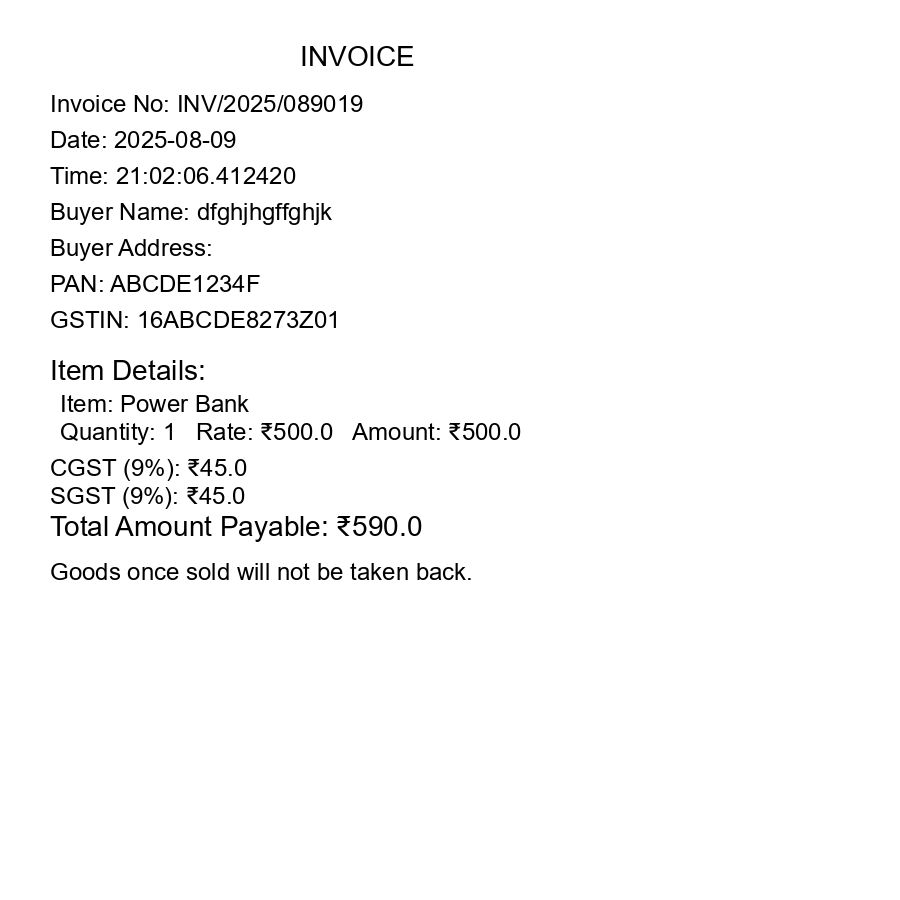 INVOICE
Invoice No: INV/2025/089019
Date: 2025-08-09
Time: 21:02:06.412420
Buyer Name: dfghjhgffghjk
Buyer Address:
PAN: ABCDE1234F
GSTIN: 16ABCDE8273Z01
Item Details:
Item: Power Bank
Quantity: 1 Rate: ₹500.0 Amount: ₹500.0
CGST (9%): ₹45.0
SGST (9%): ₹45.0
Total Amount Payable: ₹590.0
Goods once sold will not be taken back.